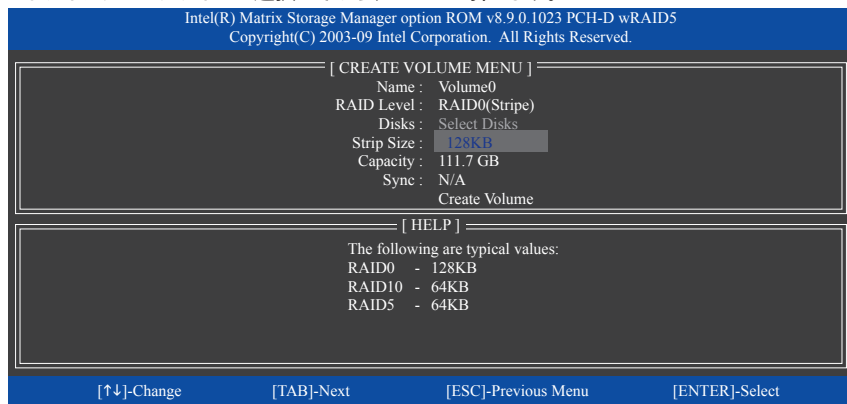 Intel(R) Matrix Storage Manager option ROM v8.9.0.1023 PCH-D wRAID5
Copyright(C) 2003-09 Intel Corporation.  All Rights Reserved.
[ CREATE VOLUME MENU ]
Name : Volume0
RAID Level : RAID0(Stripe)
Disks : Select Disks
Strip Size : 128KB
Capacity : 111.7 GB
Sync : N/A
Create Volume
[ HELP ]
The following are typical values:
RAID0 - 128KB
RAID10 - 64KB
RAID5 - 64KB
[↑↓]-Change [TAB]-Next [ESC]-Previous Menu [ENTER]-Select